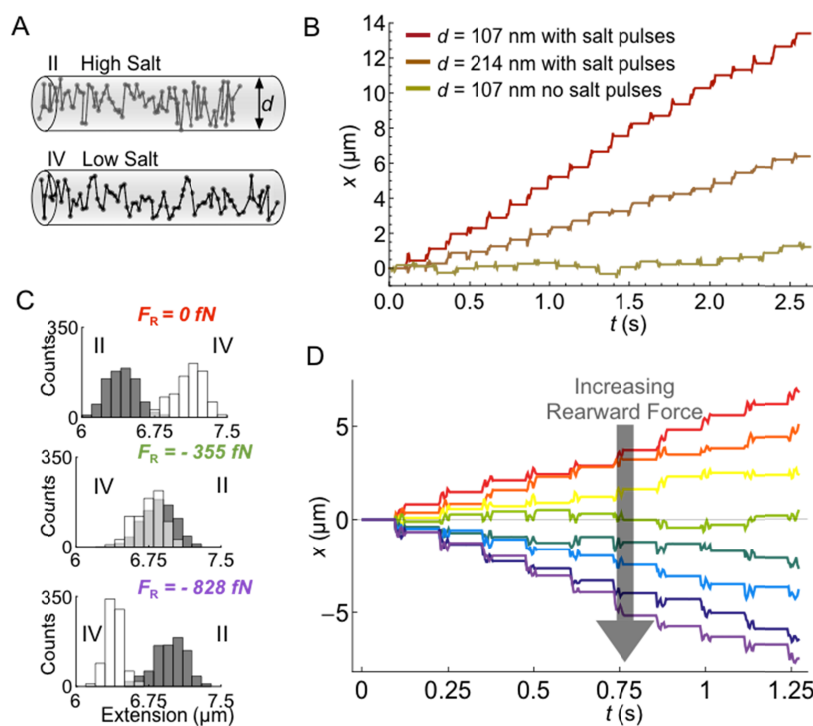 A
II High Salt
d
IV Low Salt
B
14
12
10
8
6
4
2
0
x (µm)
d = 107 nm with salt pulses
d = 214 nm with salt pulses
d = 107 nm no salt pulses
0.0 0.5 1.0 1.5 2.0 2.5
t (s)
C
F_R = 0 fN
350
Counts
0
II IV
6 6.75 7.5
F_R = - 355 fN
350
Counts
0
IV II
6 6.75 7.5
F_R = - 828 fN
350
Counts
0
IV II
6 6.75 7.5
Extension (µm)
D
Increasing
Rearward Force
5
0
−5
x (µm)
0 0.25 0.5 0.75 1 1.25
t (s)